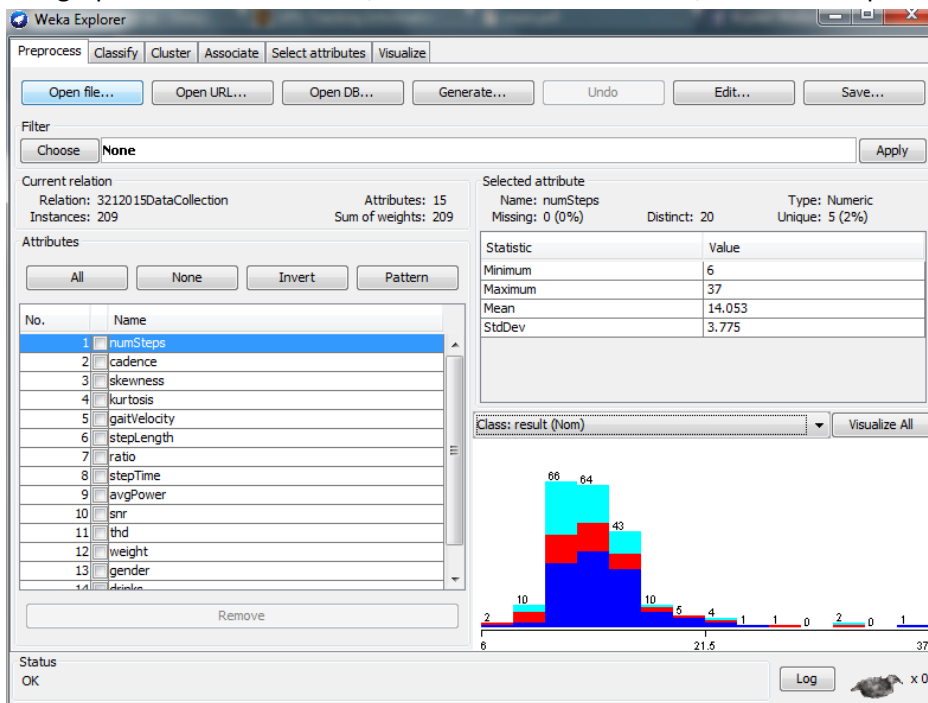 Weka Explorer
Preprocess Classify Cluster Associate Select attributes Visualize
Open file... Open URL... Open DB... Generate... Undo Edit... Save...
Filter
Choose None Apply
Current relation
Relation: 3212015DataCollection Attributes: 15
Instances: 209 Sum of weights: 209
Attributes
All None Invert Pattern
No. Name
1 numSteps
2 cadence
3 skewness
4 kurtosis
5 gaitVelocity
6 stepLength
7 ratio
8 stepTime
9 avgPower
10 snr
11 thd
12 weight
13 gender
14 drinks
Remove
Selected attribute
Name: numSteps Type: Numeric
Missing: 0 (0%) Distinct: 20 Unique: 5 (2%)
Statistic Value
Minimum 6
Maximum 37
Mean 14.053
StdDev 3.775
Class: result (Nom) Visualize All
2 10 66 64 43 10 5 4 1 1 0 2 0 1
6 21.5 37
Status
OK
Log x 0